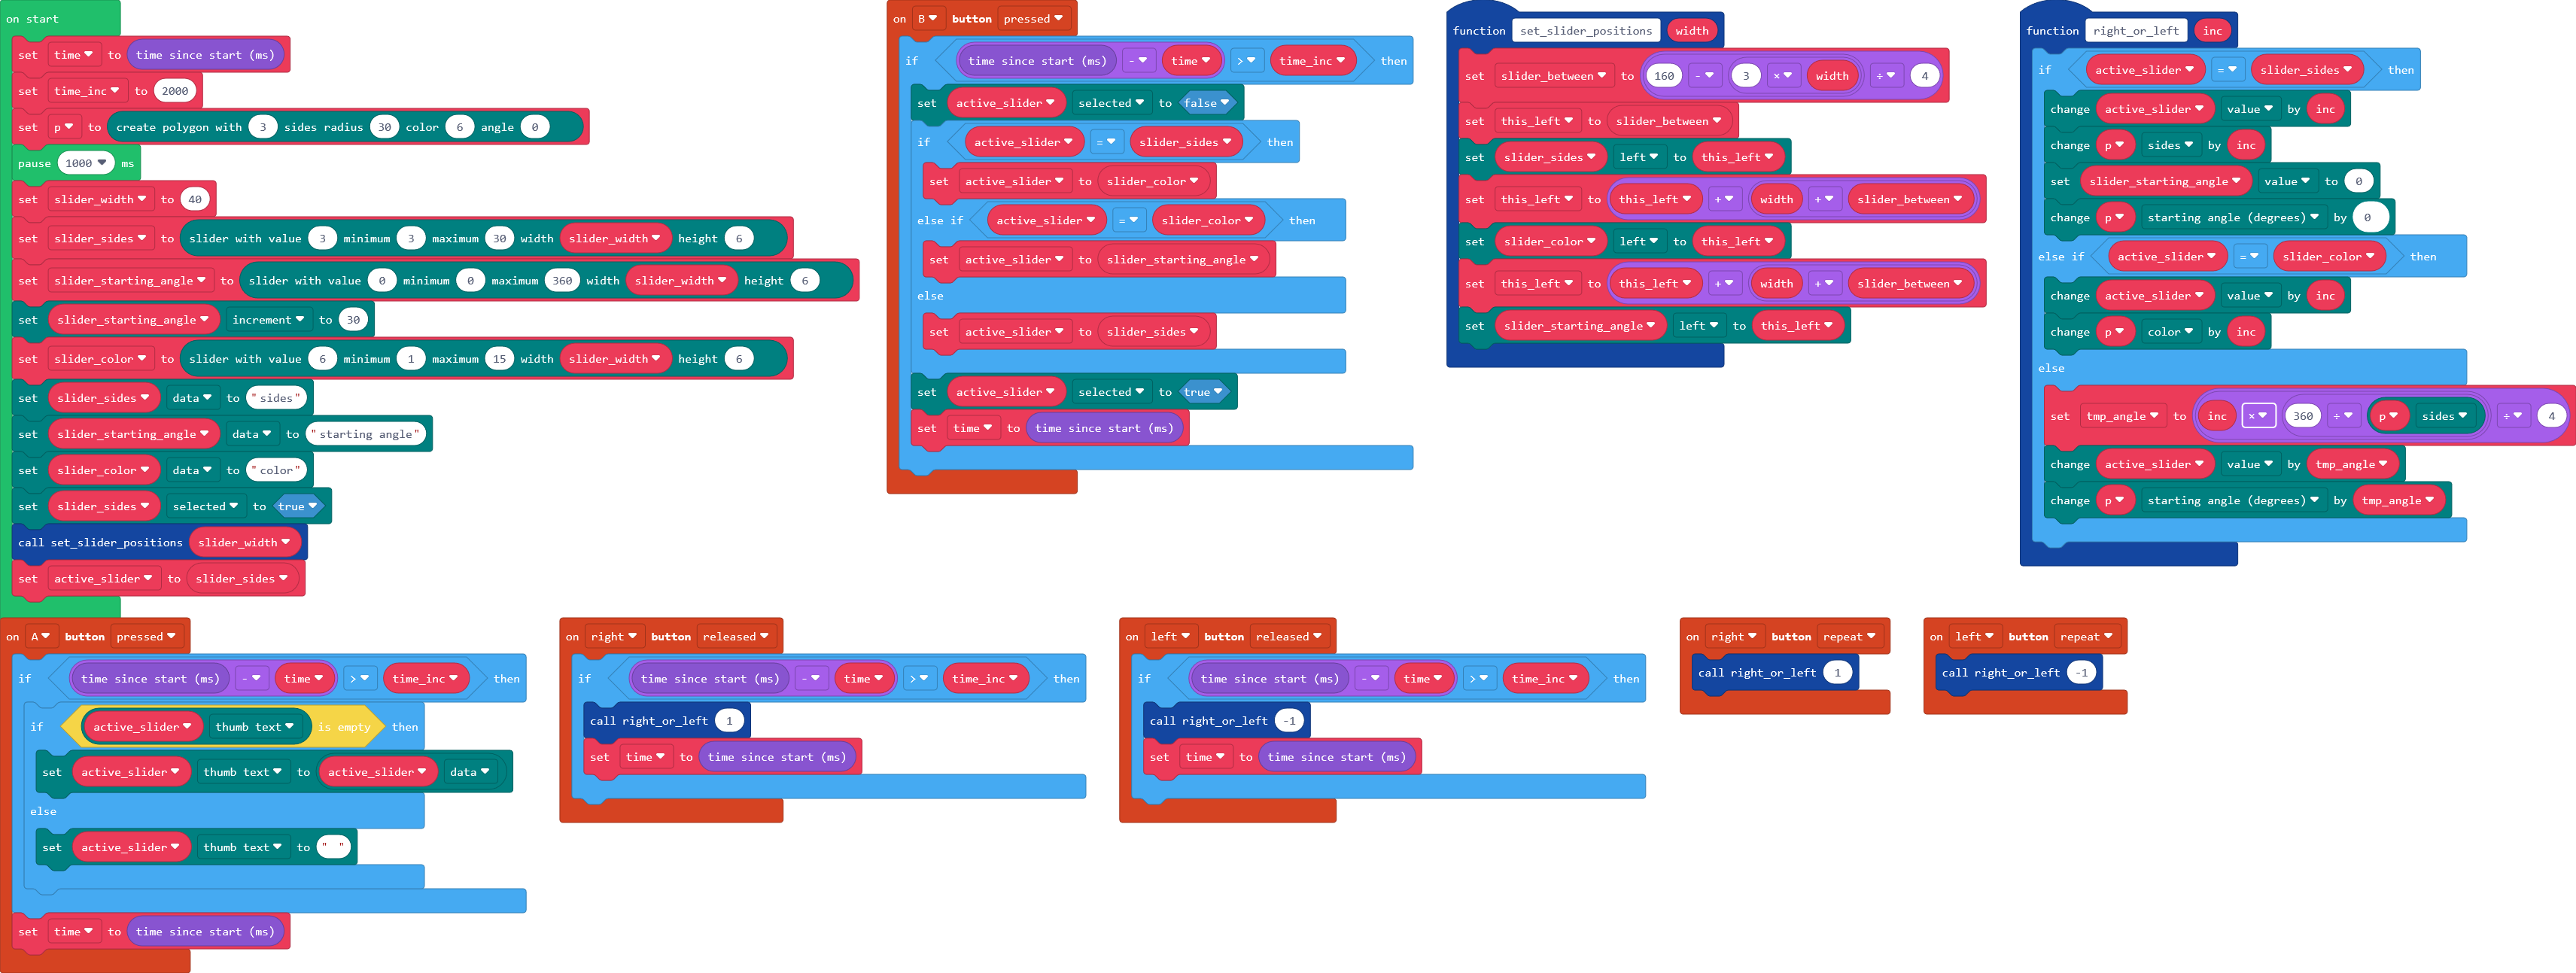 on start
set time to time since start (ms)
set time_inc to 2000
set p to create polygon with 3 sides radius 30 color 6 angle 0
pause 1000 ms
set slider_width to 40
set slider_sides to slider with value 3 minimum 3 maximum 30 width slider_width height 6
set slider_starting_angle to slider with value 0 minimum 0 maximum 360 width slider_width height 6
set slider_starting_angle increment to 30
set slider_color to slider with value 6 minimum 1 maximum 15 width slider_width height 6
set slider_sides data to "sides"
set slider_starting_angle data to "starting angle"
set slider_color data to "color"
set slider_sides selected to true
call set_slider_positions slider_width
set active_slider to slider_sides
on B button pressed
if time since start (ms) - time > time_inc then
set active_slider selected to false
if active_slider = slider_sides then
set active_slider to slider_color
else if active_slider = slider_color then
set active_slider to slider_starting_angle
else
set active_slider to slider_sides
set active_slider selected to true
set time to time since start (ms)
function set_slider_positions width
set slider_between to 160 - 3 × width ÷ 4
set this_left to slider_between
set slider_sides left to this_left
set this_left to this_left + width + slider_between
set slider_color left to this_left
set this_left to this_left + width + slider_between
set slider_starting_angle left to this_left
function right_or_left inc
if active_slider = slider_sides then
change active_slider value by inc
change p sides by inc
set slider_starting_angle value to 0
change p starting angle (degrees) by 0
else if active_slider = slider_color then
change active_slider value by inc
change p color by inc
else
set tmp_angle to inc × 360 ÷ p sides ÷ 4
change active_slider value by tmp_angle
change p starting angle (degrees) by tmp_angle
on A button pressed
if time since start (ms) - time > time_inc then
if active_slider thumb text is empty then
set active_slider thumb text to active_slider data
else
set active_slider thumb text to " "
set time to time since start (ms)
on right button released
if time since start (ms) - time > time_inc then
call right_or_left 1
set time to time since start (ms)
on left button released
if time since start (ms) - time > time_inc then
call right_or_left -1
set time to time since start (ms)
on right button repeat
call right_or_left 1
on left button repeat
call right_or_left -1